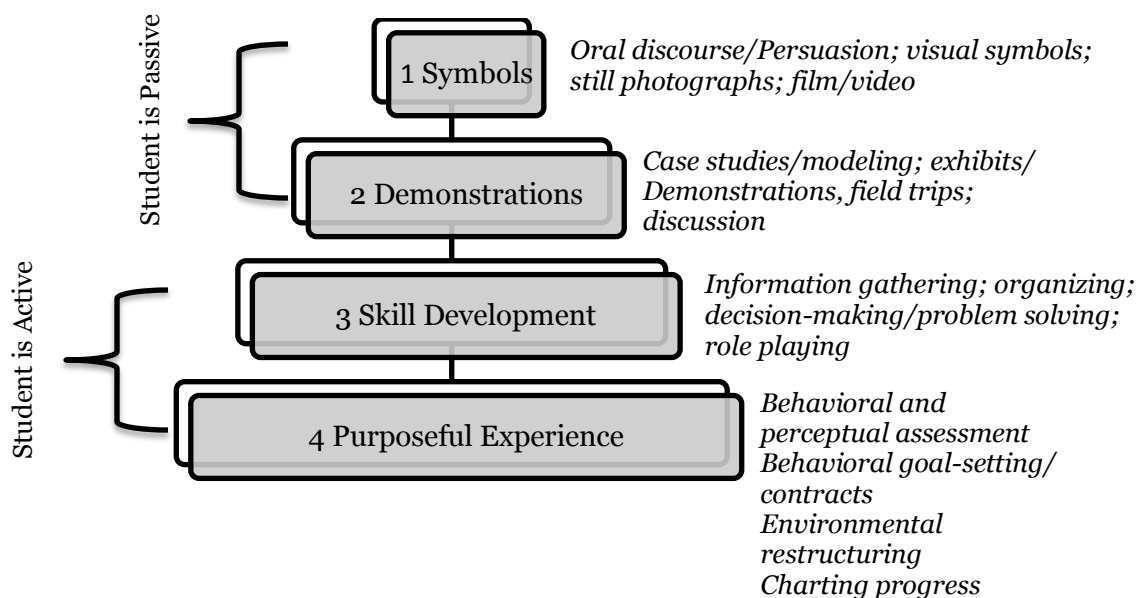 Student is Passive
1 Symbols
Oral discourse/Persuasion; visual symbols;
still photographs; film/video
2 Demonstrations
Case studies/modeling; exhibits/
Demonstrations, field trips;
discussion
Student is Active
3 Skill Development
Information gathering; organizing;
decision-making/problem solving;
role playing
4 Purposeful Experience
Behavioral and
perceptual assessment
Behavioral goal-setting/
contracts
Environmental
restructuring
Charting progress